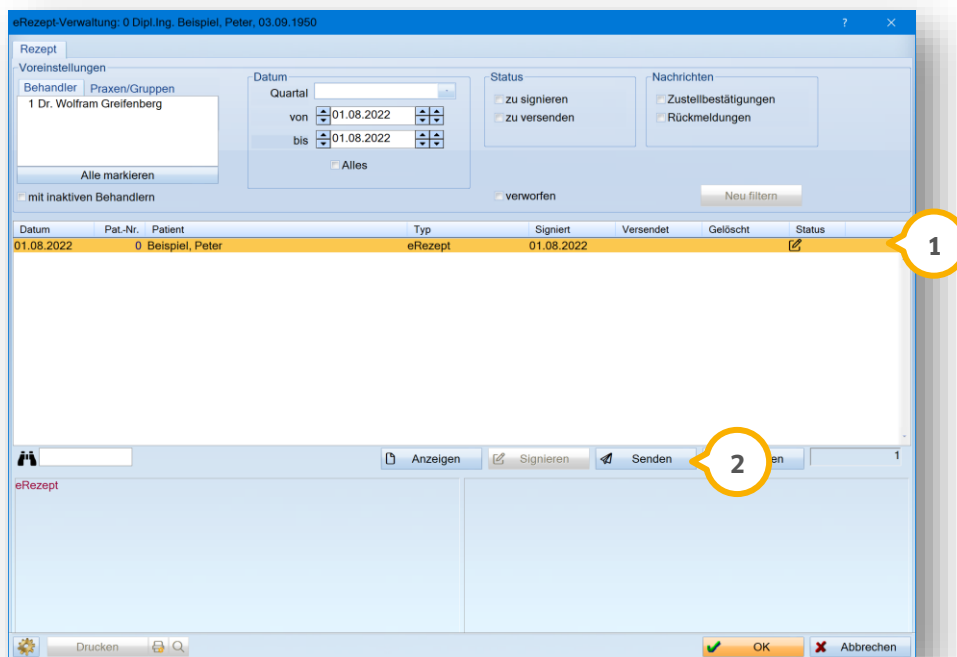 eRezept-Verwaltung: 0 Dipl.Ing. Beispiel, Peter, 03.09.1950 ?
Rezept
Voreinstellungen
Behandler Praxen/Gruppen
1 Dr. Wolfram Greifenberg
Alle markieren
mit inaktiven Behandlern
Datum
Quartal
von 01.08.2022
bis 01.08.2022
Alles
Status
zu signieren
zu versenden
verworfen
Nachrichten
Zustellbestätigungen
Rückmeldungen
Neu filtern
Datum Pat.-Nr. Patient Typ Signiert Versendet Gelöscht Status
01.08.2022 0 Beispiel, Peter eRezept 01.08.2022
1
Anzeigen Signieren Senden 2 en 1
eRezept
Drucken OK Abbrechen